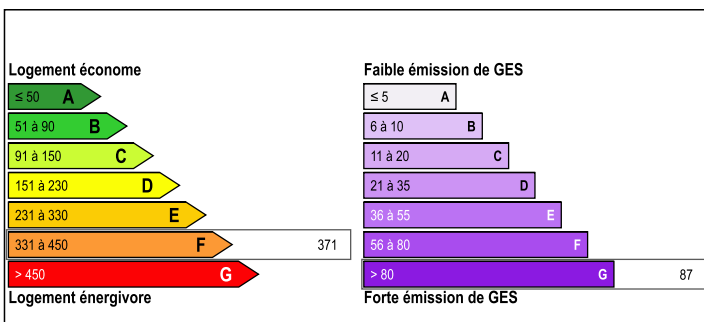 Logement économe
≤ 50 A
51 à 90 B
91 à 150 C
151 à 230 D
231 à 330 E
331 à 450 F 371
> 450 G
Logement énergivore
Faible émission de GES
≤ 5 A
6 à 10 B
11 à 20 C
21 à 35 D
36 à 55 E
56 à 80 F
> 80 G 87
Forte émission de GES